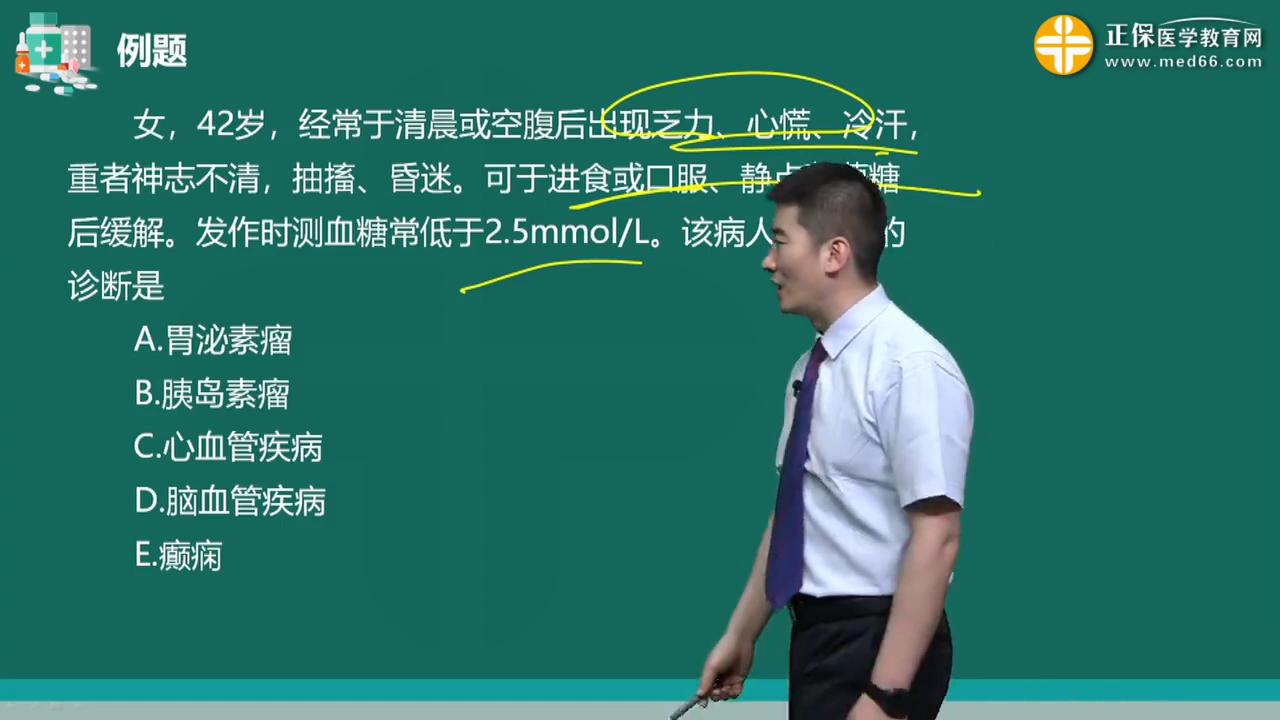 例题
正保医学教育网
www.med66.com
女，42岁，经常于清晨或空腹后出现乏力、心慌、冷汗，
重者神志不清，抽搐、昏迷。可于进食或口服、静点 糖
后缓解。发作时测血糖常低于2.5mmol/L。该病人 的
诊断是
A.胃泌素瘤
B.胰岛素瘤
C.心血管疾病
D.脑血管疾病
E.癫痫